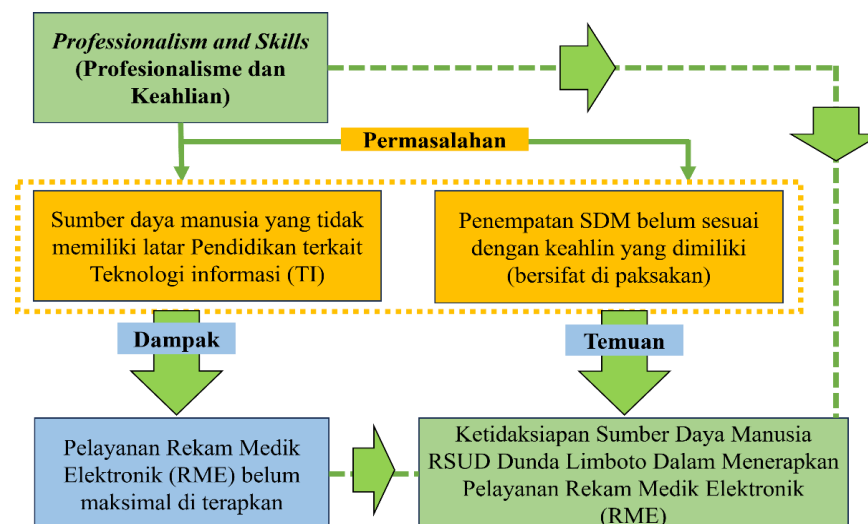 Professionalism and Skills
(Profesionalisme dan
Keahlian)
Permasalahan
Sumber daya manusia yang tidak
memiliki latar Pendidikan terkait
Teknologi informasi (TI)
Penempatan SDM belum sesuai
dengan keahlin yang dimiliki
(bersifat di paksakan)
Dampak
Temuan
Pelayanan Rekam Medik
Elektronik (RME) belum
maksimal di terapkan
Ketidaksiapan Sumber Daya Manusia
RSUD Dunda Limboto Dalam Menerapkan
Pelayanan Rekam Medik Elektronik
(RME)